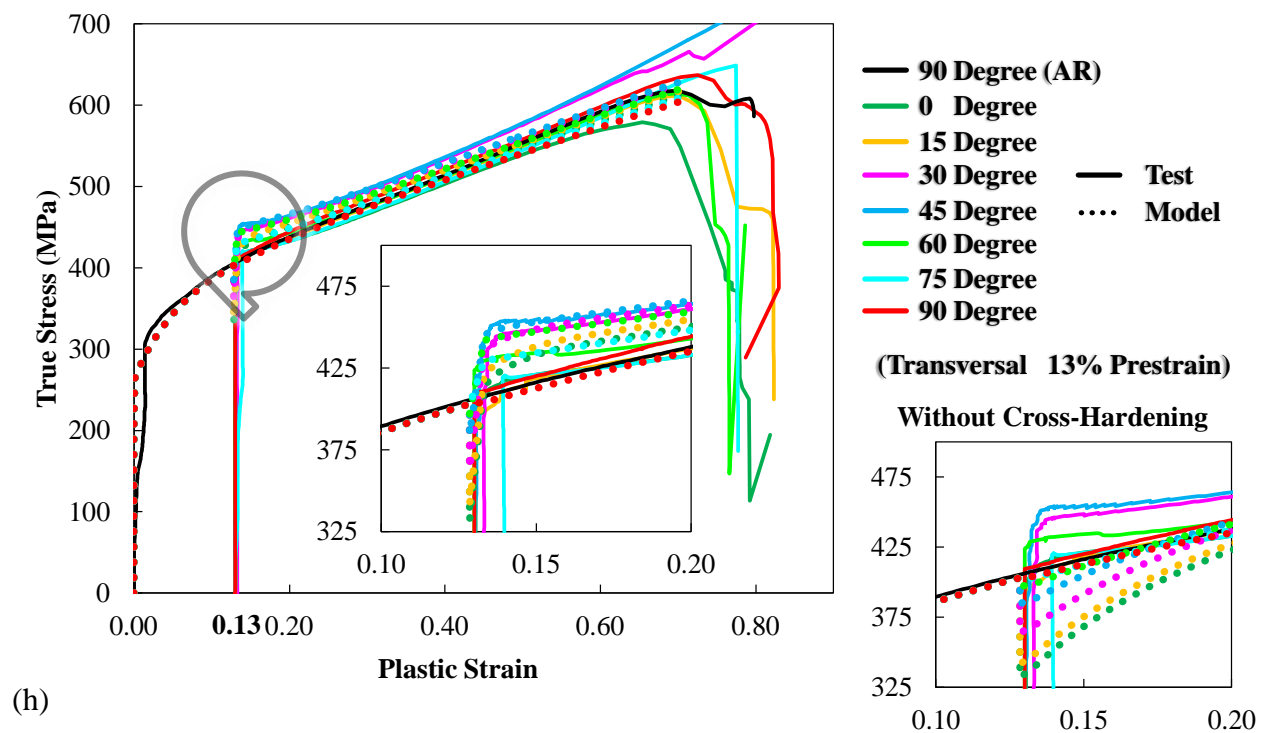 700
600
500
400
300
200
100
0
True Stress (MPa)
0.00
0.13
0.20
0.40
0.60
0.80
Plastic Strain
475
425
375
325
0.10
0.15
0.20
90 Degree (AR)
0 Degree
15 Degree
30 Degree
45 Degree
60 Degree
75 Degree
90 Degree
Test
Model
(Transversal 13% Prestrain)
Without Cross-Hardening
475
425
375
325
0.10
0.15
0.20
(h)